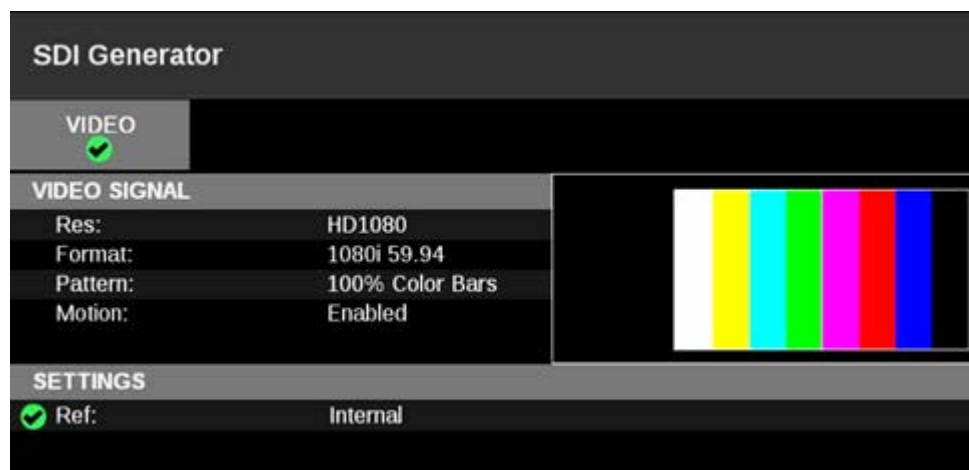 SDI Generator
VIDEO
VIDEO SIGNAL
Res: HD1080
Format: 1080i 59.94
Pattern: 100% Color Bars
Motion: Enabled
SETTINGS
Ref: Internal